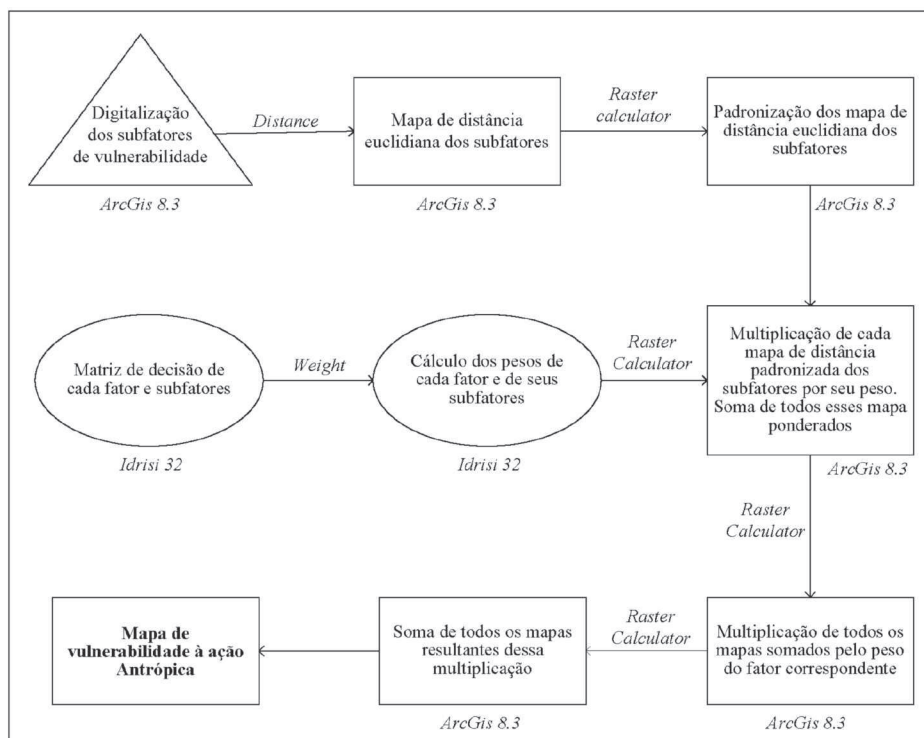 Digitalização
dos subfatores
de vulnerabilidade
ArcGis 8.3
Distance
Mapa de distância
euclidiana dos subfatores
ArcGis 8.3
Raster
calculator
Padronização dos mapa de
distância euclidiana dos
subfatores
ArcGis 8.3
Matriz de decisão de
cada fator e subfatores
Idrisi 32
Weight
Cálculo dos pesos de
cada fator e de seus
subfatores
Idrisi 32
Raster
Calculator
Multiplicação de cada
mapa de distância
padronizada dos
subfatores por seu peso.
Soma de todos esses mapa
ponderados
ArcGis 8.3
Raster
Calculator
Multiplicação de todos os
mapas somados pelo peso
do fator correspondente
ArcGis 8.3
Raster
Calculator
Soma de todos os mapas
resultantes dessa
multiplicação
ArcGis 8.3
Mapa de
vulnerabilidade à ação
Antrópica